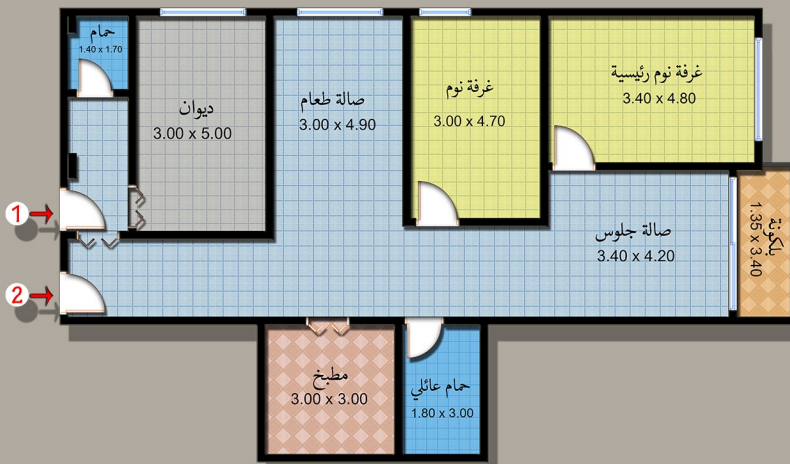 حمام
1.40 x 1.70
ديوان
3.00 x 5.00
صالة طعام
3.00 x 4.90
غرفة نوم
3.00 x 4.70
غرفة نوم رئيسية
3.40 x 4.80
1
2
صالة جلوس
3.40 x 4.20
بلكونة
1.35 x 3.40
مطبخ
3.00 x 3.00
حمام عائلي
1.80 x 3.00